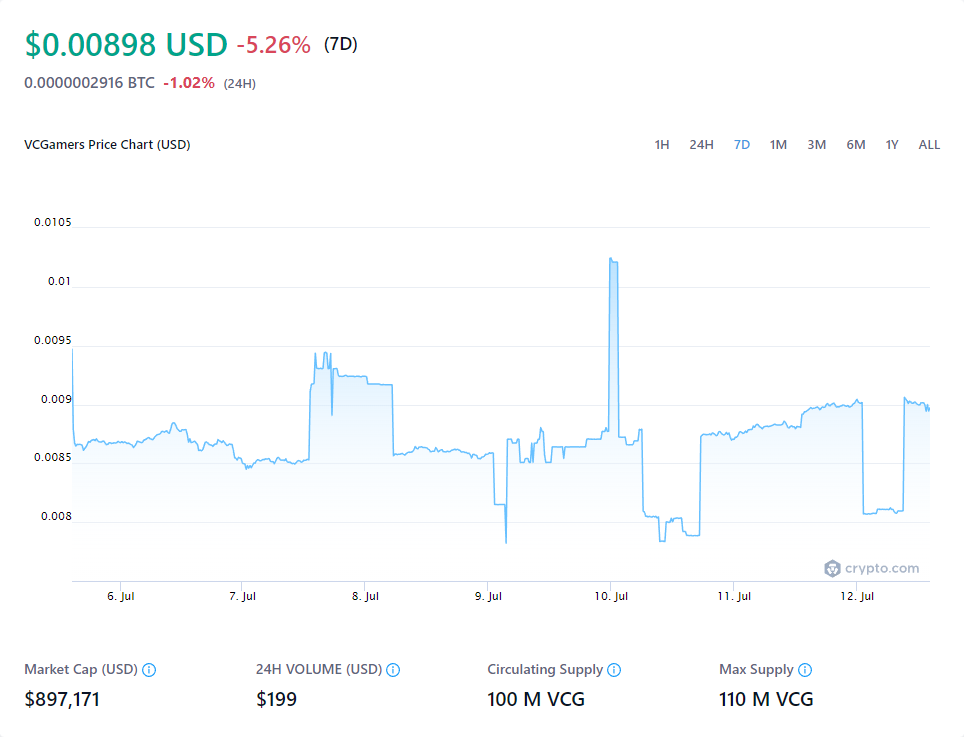 $0.00898 USD -5.26% (7D)
0.0000002916 BTC -1.02% (24H)
VCGamers Price Chart (USD) 1H 24H 7D 1M 3M 6M 1Y ALL
0.0105
0.01
0.0095
0.009
0.0085
0.008
crypto.com
6. Jul 7. Jul 8. Jul 9. Jul 10. Jul 11. Jul 12. Jul
Market Cap (USD) 24H VOLUME (USD) Circulating Supply Max Supply
$897,171 $199 100 M VCG 110 M VCG